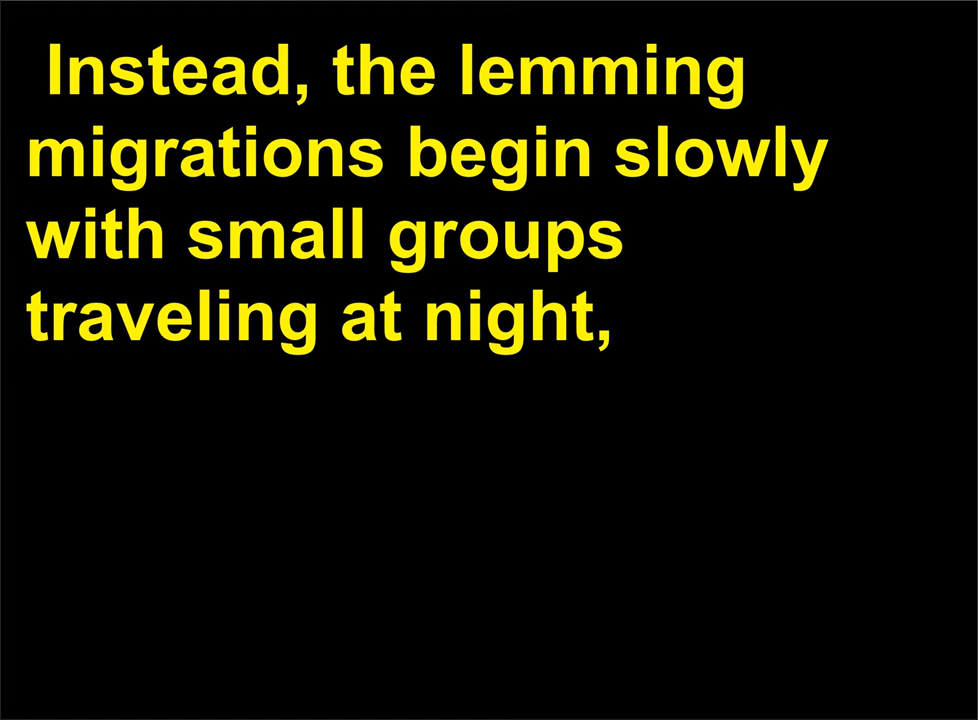 Instead, the lemming
migrations begin slowly
with small groups
traveling at night,